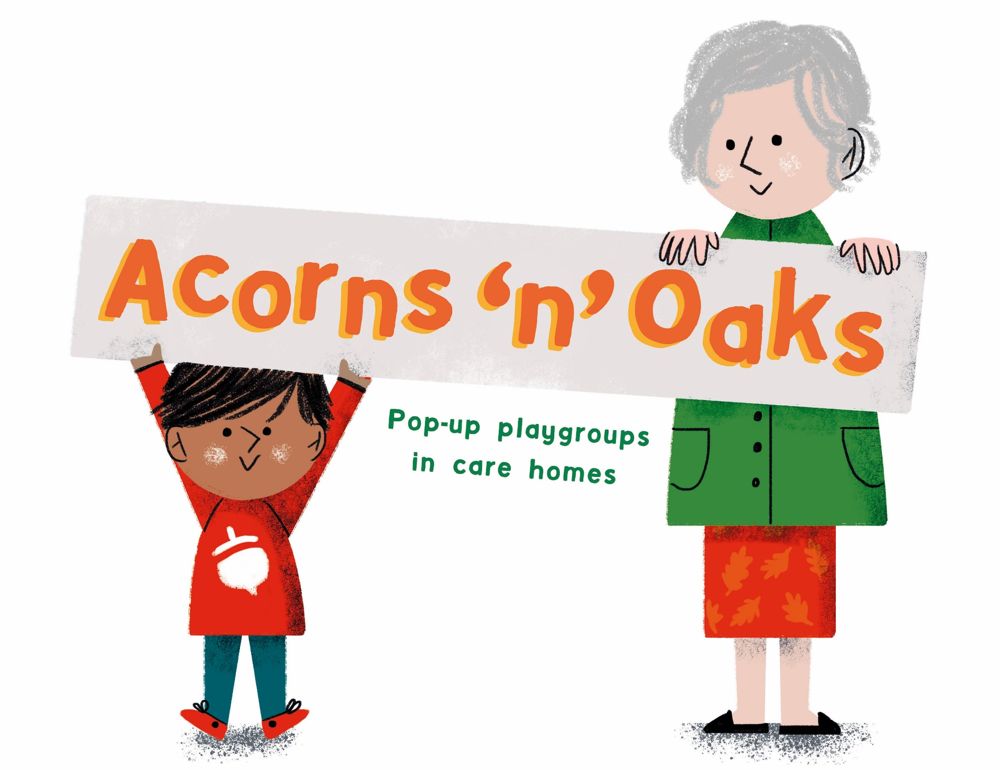 Acorns ‘n’ Oaks
Pop-up playgroups
in care homes